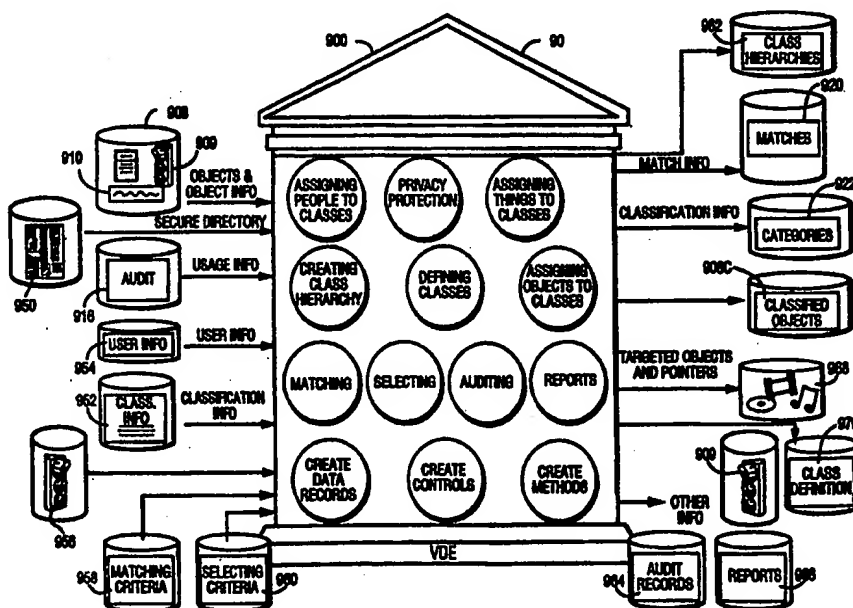 900
90
962
CLASS
HIERARCHIES
908
909
910
OBJECTS &
OBJECT INFO
ASSIGNING
PEOPLE TO
CLASSES
PRIVACY
PROTECTION
ASSIGNING
THINGS TO
CLASSES
MATCH INFO
920
MATCHES
SECURE DIRECTORY
950
CLASSIFICATION INFO
922
CATEGORIES
AUDIT
916
USAGE INFO
CREATING
CLASS
HIERARCHY
DEFINING
CLASSES
ASSIGNING
OBJECTS TO
CLASSES
908C
CLASSIFIED
OBJECTS
USER INFO
954
USER INFO
MATCHING
SELECTING
AUDITING
REPORTS
TARGETED OBJECTS
AND POINTERS
968
952
CLASS.
INFO
CLASSIFICATION
INFO
956
CREATE
DATA
RECORDS
CREATE
CONTROLS
CREATE
METHODS
OTHER
INFO
909
CLASS
DEFINITION
VDE
958
MATCHING
CRITERIA
SELECTING
CRITERIA
960
964
AUDIT
RECORDS
REPORTS